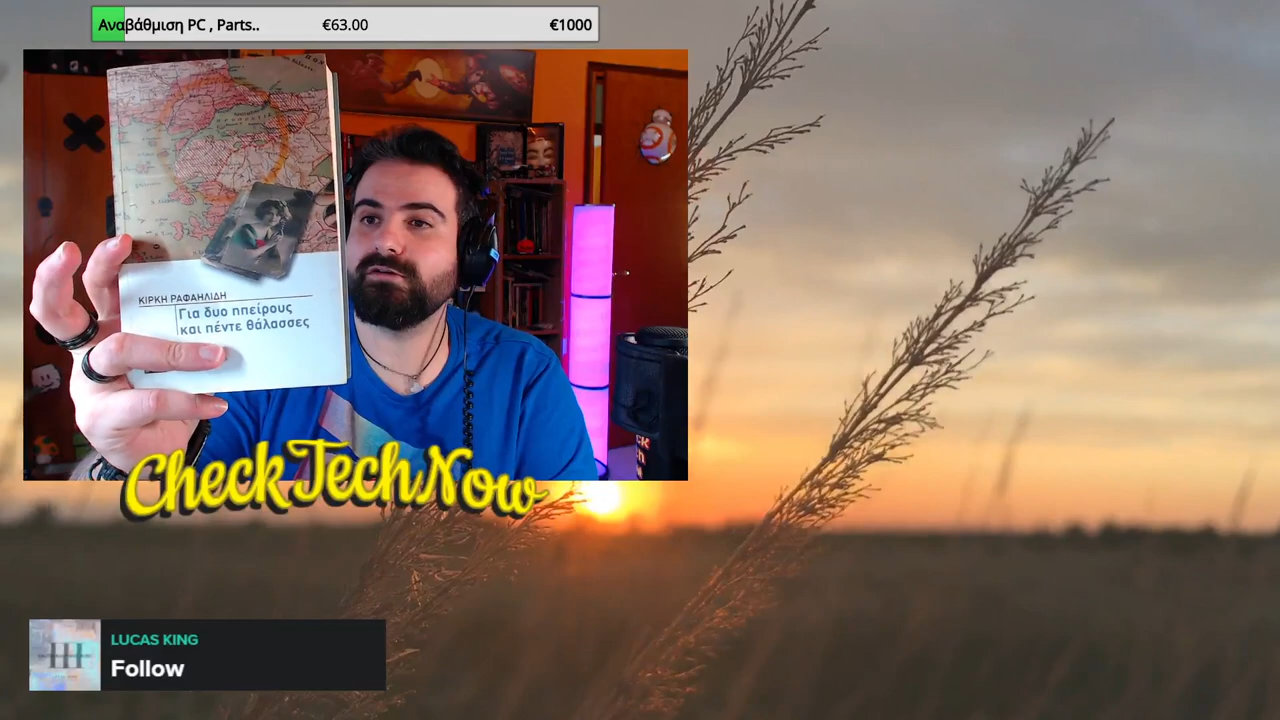 Αναβάθμιση PC , Parts.. €63.00 €1000
ΚΙΡΚΗ ΡΑΦΑΗΛΙΔΗ
Για δυο ηπείρους
και πέντε θάλασσες
CheckTechNow
LUCAS KING
Follow